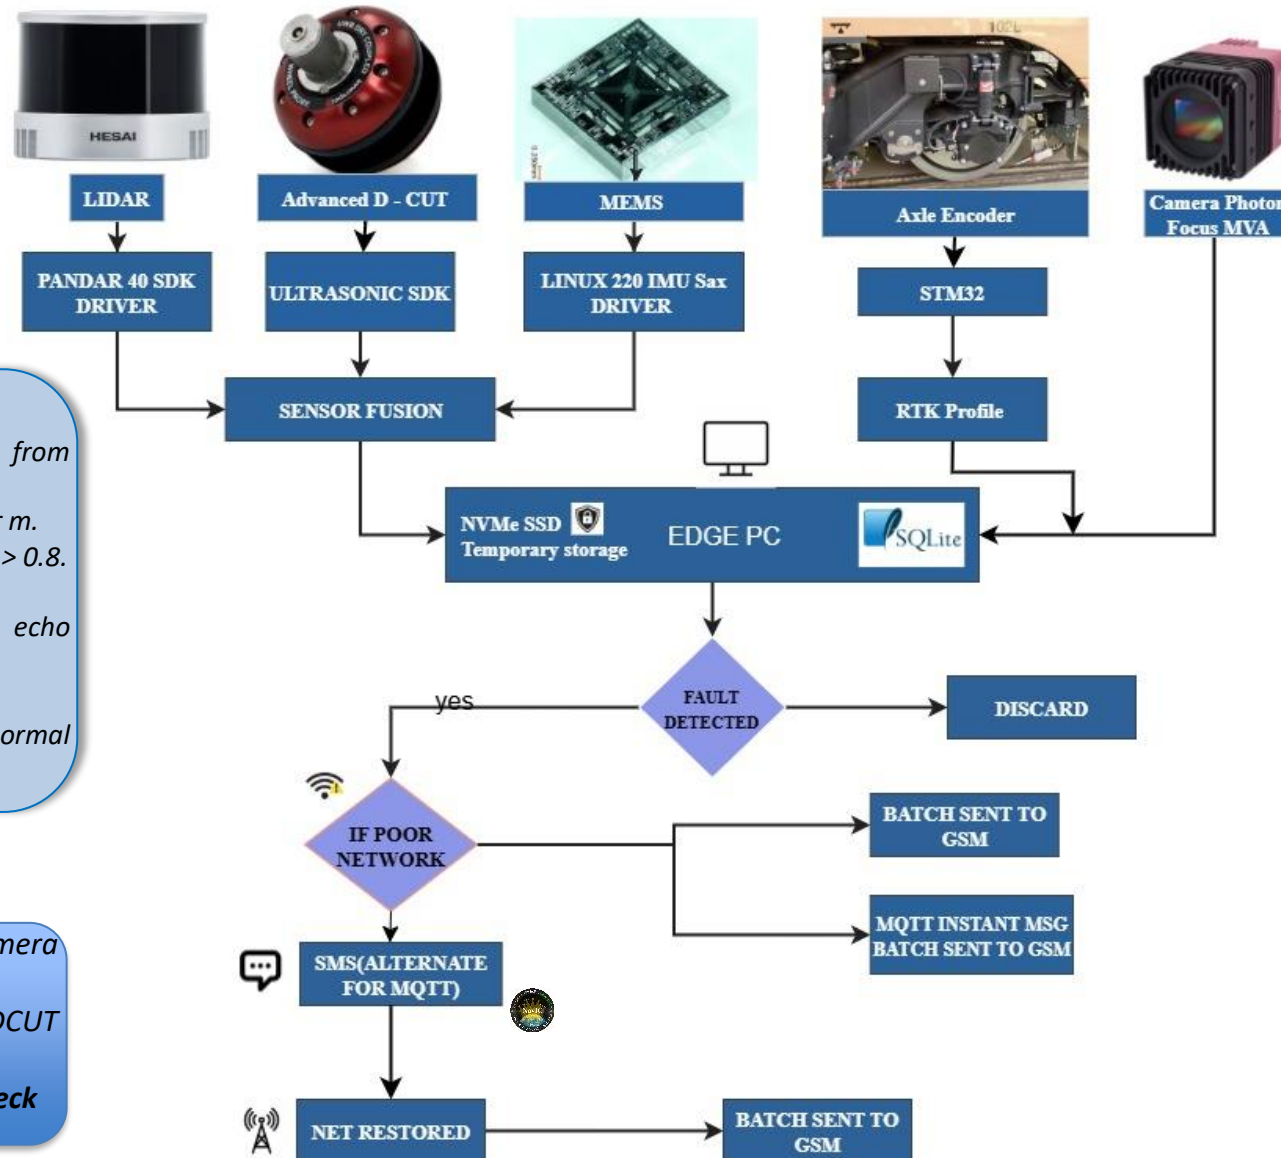 HESAI
102L
LIDAR
Advanced D - CUT
MEMS
Axle Encoder
Camera Photon
Focus MVA
PANDAR 40 SDK
DRIVER
ULTRASONIC SDK
LINUX 220 IMU Sax
DRIVER
STM32
SENSOR FUSION
RTK Profile
from
r m.
> 0.8.
echo
ormal
NVMe SSD
Temporary storage
EDGE PC
SQLite
FAULT
DETECTED
yes
DISCARD
IF POOR
NETWORK
BATCH SENT TO
GSM
MQTT INSTANT MSG
BATCH SENT TO GSM
mera
DCUT
eck
SMS(ALTERNATE
FOR MQTT)
NavIC
NET RESTORED
BATCH SENT TO
GSM